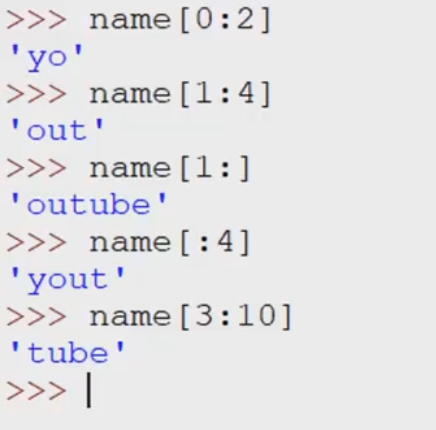 >>> name[0:2]
'yo'
>>> name[1:4]
'out'
>>> name[1:]
'outube'
>>> name[:4]
'yout'
>>> name[3:10]
'tube'
>>>